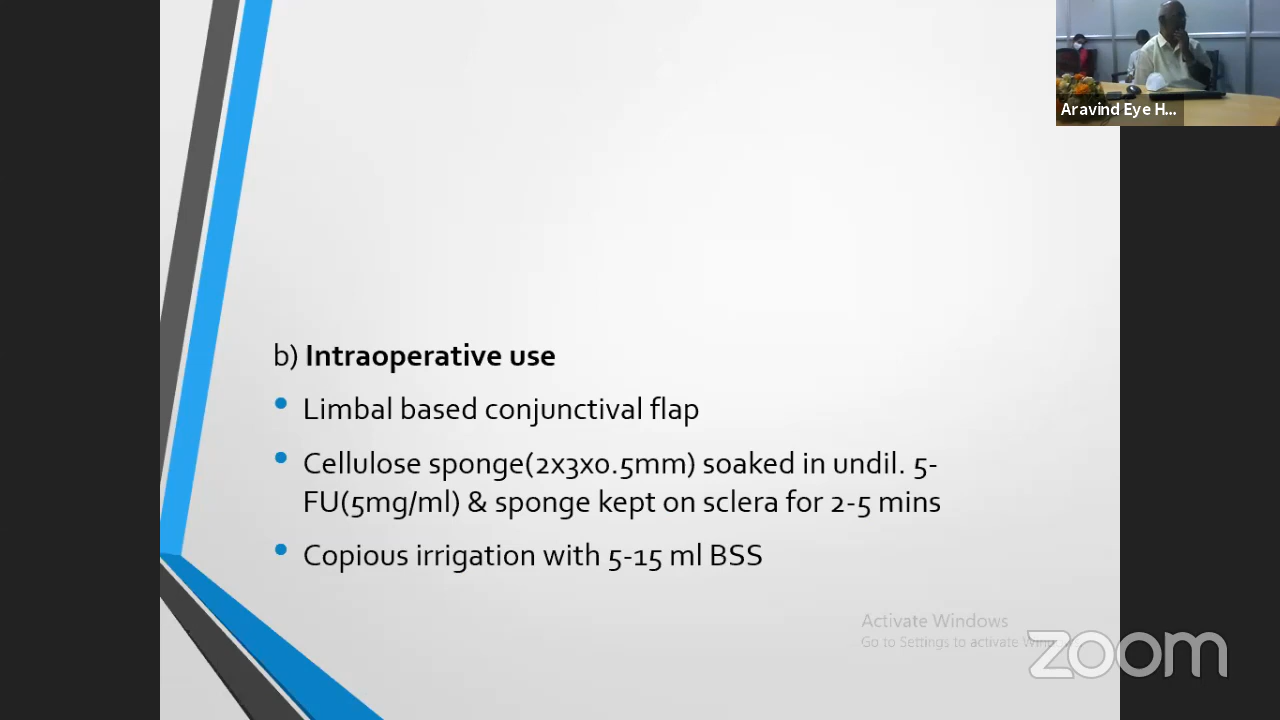 Aravind Eye H...
b) Intraoperative use
• Limbal based conjunctival flap
• Cellulose sponge(2x3x0.5mm) soaked in undil. 5-
FU(5mg/ml) & sponge kept on sclera for 2-5 mins
• Copious irrigation with 5-15 ml BSS
Activate Windows
Go to Settings to activate
zoom